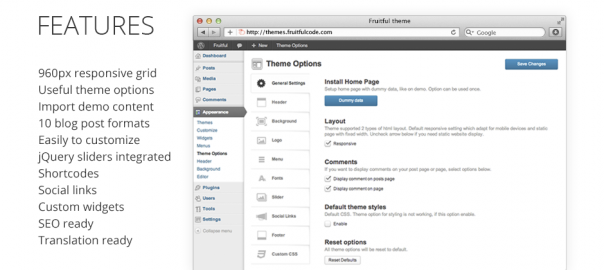 FEATURES
960px responsive grid
Useful theme options
Import demo content
10 blog post formats
Easily to customize
jQuery sliders integrated
Shortcodes
Social links
Custom widgets
SEO ready
Translation ready
Fruitful theme
http://themes.fruitfulcode.com
Google
Fruitful
+ New
Theme Options
Dashboard
Posts
Media
Pages
Comments
Appearance
Themes
Customize
Widgets
Menus
Theme Options
Header
Background
Editor
Plugins
Users
Tools
Settings
Collapse menu
Theme Options
Save Changes
General Settings
Header
Background
Logo
Menu
Fonts
Slider
Social Links
Footer
Custom CSS
Install Home Page
Setup home page with dummy data, like on demo. Option can be used once.
Dummy data
Layout
Theme supported 2 types of html layout. Default responsive setting which adapt for mobile devices and static
page with fixed width. Uncheck arrow below if you need static website display.
Responsive
Comments
If you want to display comments on your post page or page, select options below.
Display comment on posts page
Display comment on page
Default theme styles
Default CSS. Theme option for styling is not working, if this option enable.
Enable
Reset options
All theme options will be reset to default.
Reset Defaults